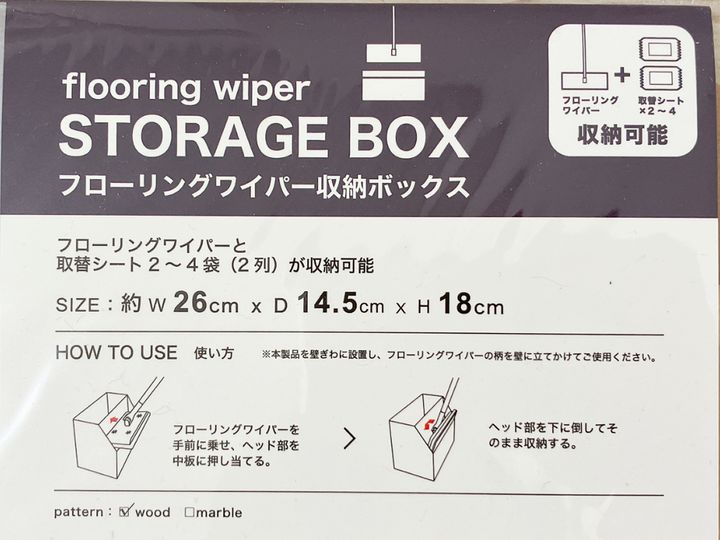 flooring wiper
STORAGE BOX
フローリングワイパー収納ボックス
+
フローリング
ワイパー
取替シート
×2～4
収納可能
フローリングワイパーと
取替シート2～4袋（2列）が収納可能
SIZE：約 W 26cm x D 14.5cm x H 18cm
HOW TO USE 使い方 ※本製品を壁ぎわに設置し、フローリングワイパーの柄を壁に立てかけてご使用ください。
フローリングワイパーを
手前に乗せ、ヘッド部を
中板に押し当てる。
ヘッド部を下に倒してそ
のまま収納する。
pattern：☑wood □marble